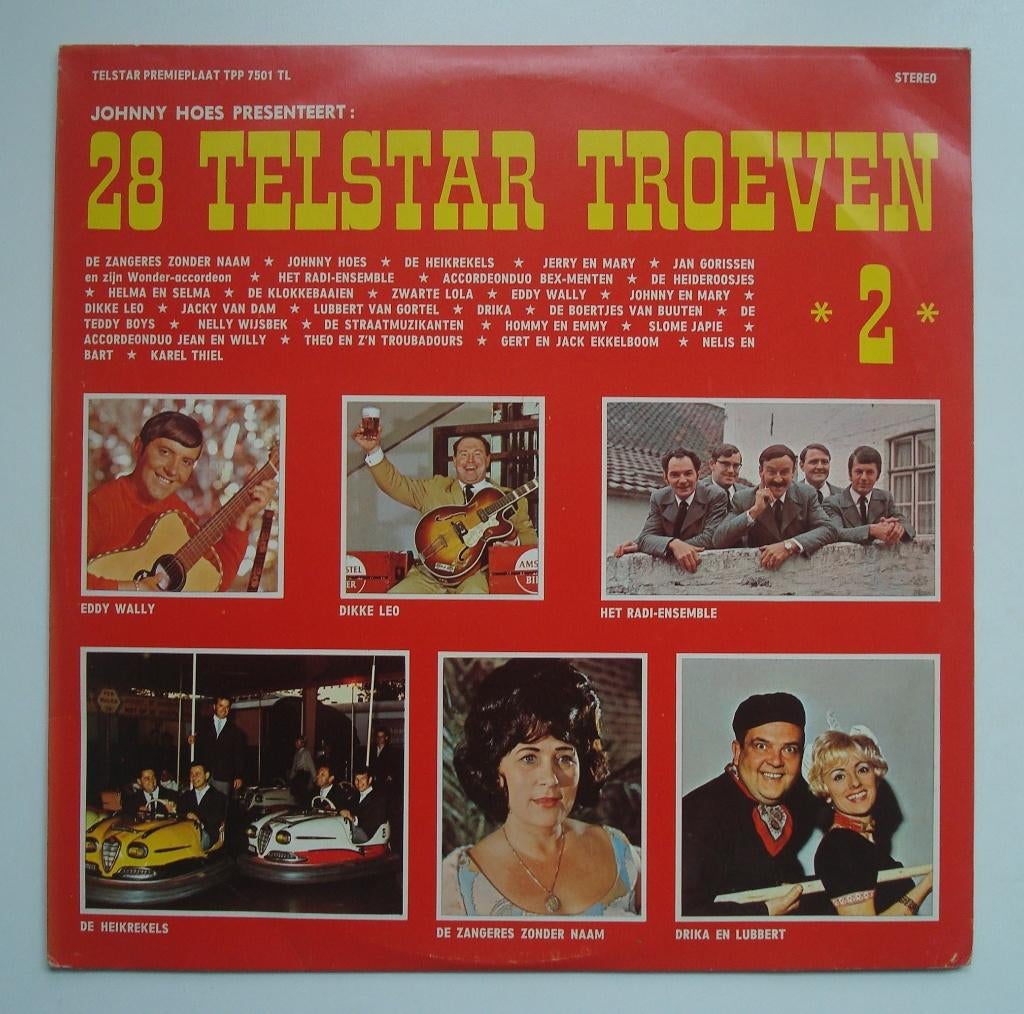 TELSTAR PREMIEPLAAT TPP 7501 TL
STEREO
JOHNNY HOES PRESENTEERT :
28 TELSTAR TROEVEN
* 2 *
DE ZANGERES ZONDER NAAM ★ JOHNNY HOES ★ DE HEIKREKELS ★ JERRY EN MARY ★ JAN GORISSEN
en zijn Wonder-accordeon ★ HET RADI-ENSEMBLE ★ ACCORDEONDUO BEX-MENTEN ★ DE HEIDEROOSJES
★ HELMA EN SELMA ★ DE KLOKKEBAAIEN ★ ZWARTE LOLA ★ EDDY WALLY ★ JOHNNY EN MARY ★
DIKKE LEO ★ JACKY VAN DAM ★ LUBBERT VAN GORTEL ★ DRIKA ★ DE BOERTJES VAN BUUTEN ★ DE
TEDDY BOYS ★ NELLY WIJSBEK ★ DE STRAATMUZIKANTEN ★ HOMMY EN EMMY ★ SLOME JAPIE ★
ACCORDEONDUO JEAN EN WILLY ★ THEO EN Z'N TROUBADOURS ★ GERT EN JACK EKKELBOOM ★ NELIS EN
BART ★ KAREL THIEL
STEL
ER
AMS
BI
EDDY WALLY
DIKKE LEO
HET RADI-ENSEMBLE
DE HEIKREKELS
DE ZANGERES ZONDER NAAM
DRIKA EN LUBBERT